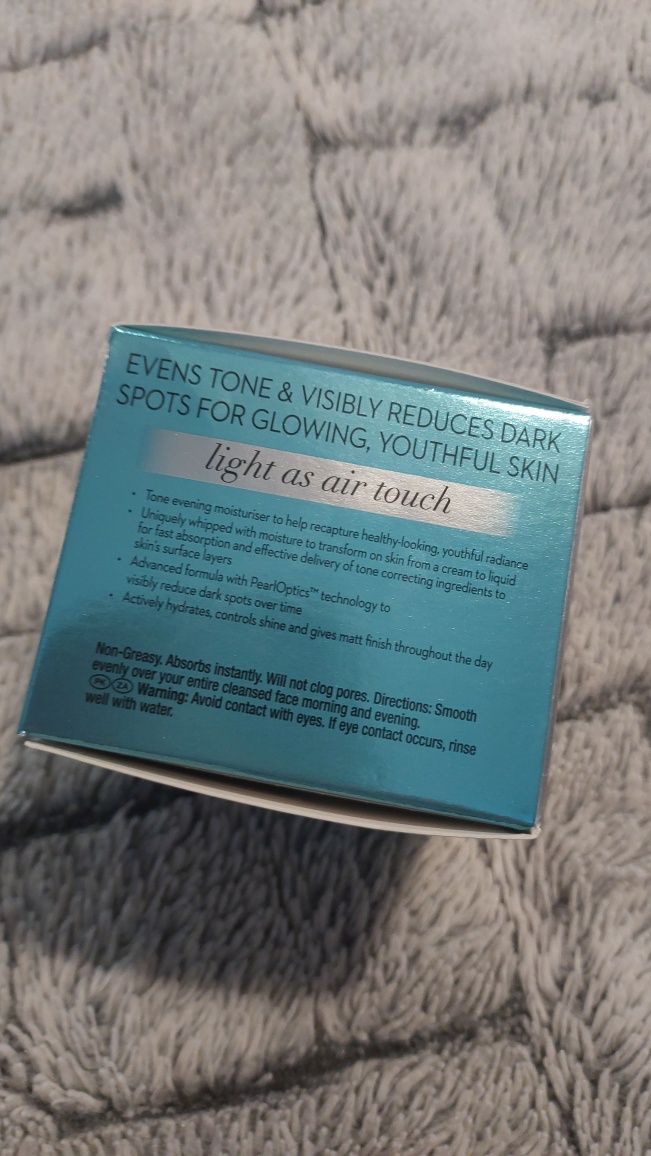 EVENS TONE & VISIBLY REDUCES DARK
SPOTS FOR GLOWING, YOUTHFUL SKIN
light as air touch
• Tone evening moisturiser to help recapture healthy-looking, youthful radiance
• Uniquely whipped with moisture to transform on skin from a cream to liquid
for fast absorption and effective delivery of tone correcting ingredients to
skin's surface layers
• Advanced formula with PearlOptics™ technology to
visibly reduce dark spots over time
• Actively hydrates, controls shine and gives matt finish throughout the day
Non-Greasy. Absorbs instantly. Will not clog pores. Directions: Smooth
evenly over your entire cleansed face morning and evening.
PK ZA Warning: Avoid contact with eyes. If eye contact occurs, rinse
well with water.